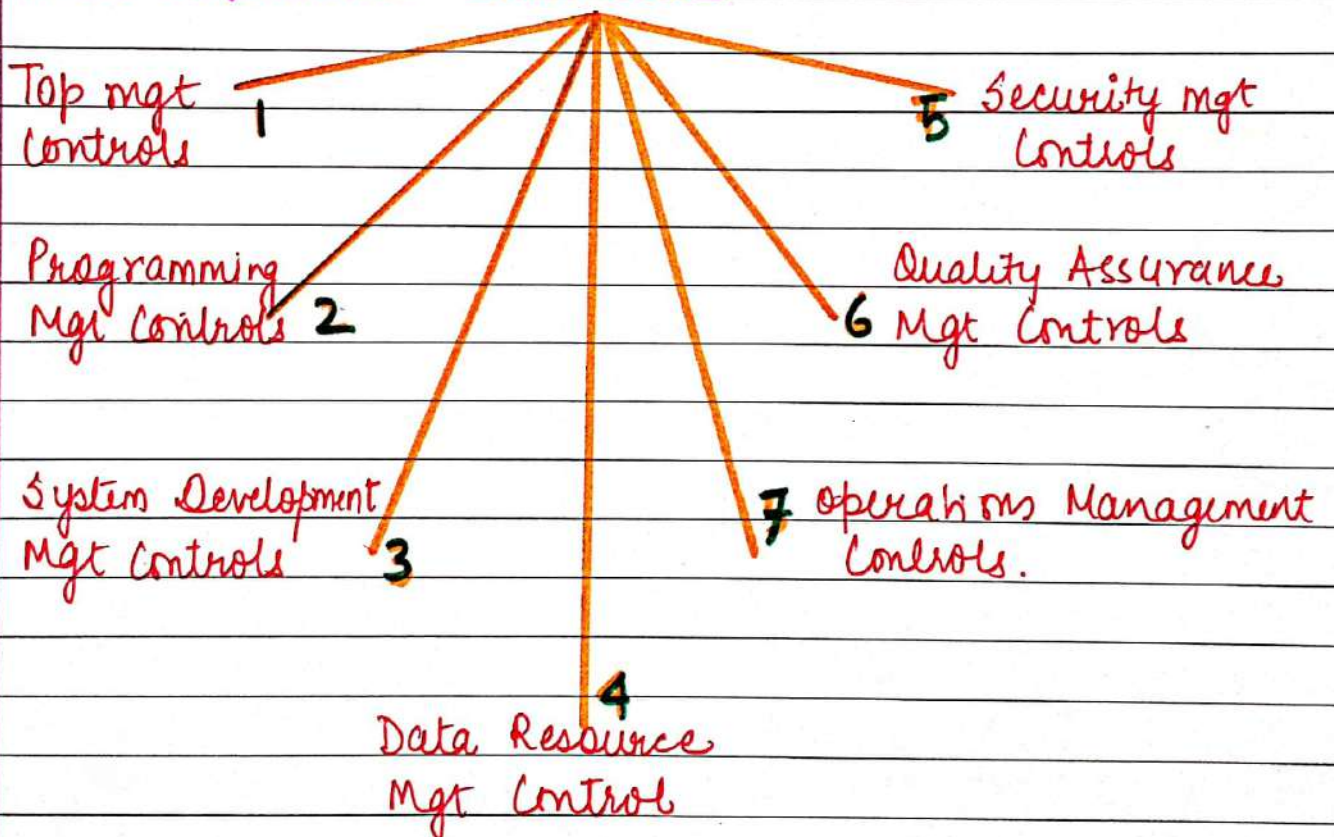 Top mgt
Controls
1
5
Security mgt
Controls
Programming
Mgt Controls
2
6
Quality Assurance
Mgt Controls
System Development
Mgt Controls
3
7
Operations Management
Controls.
4
Data Resource
Mgt Control